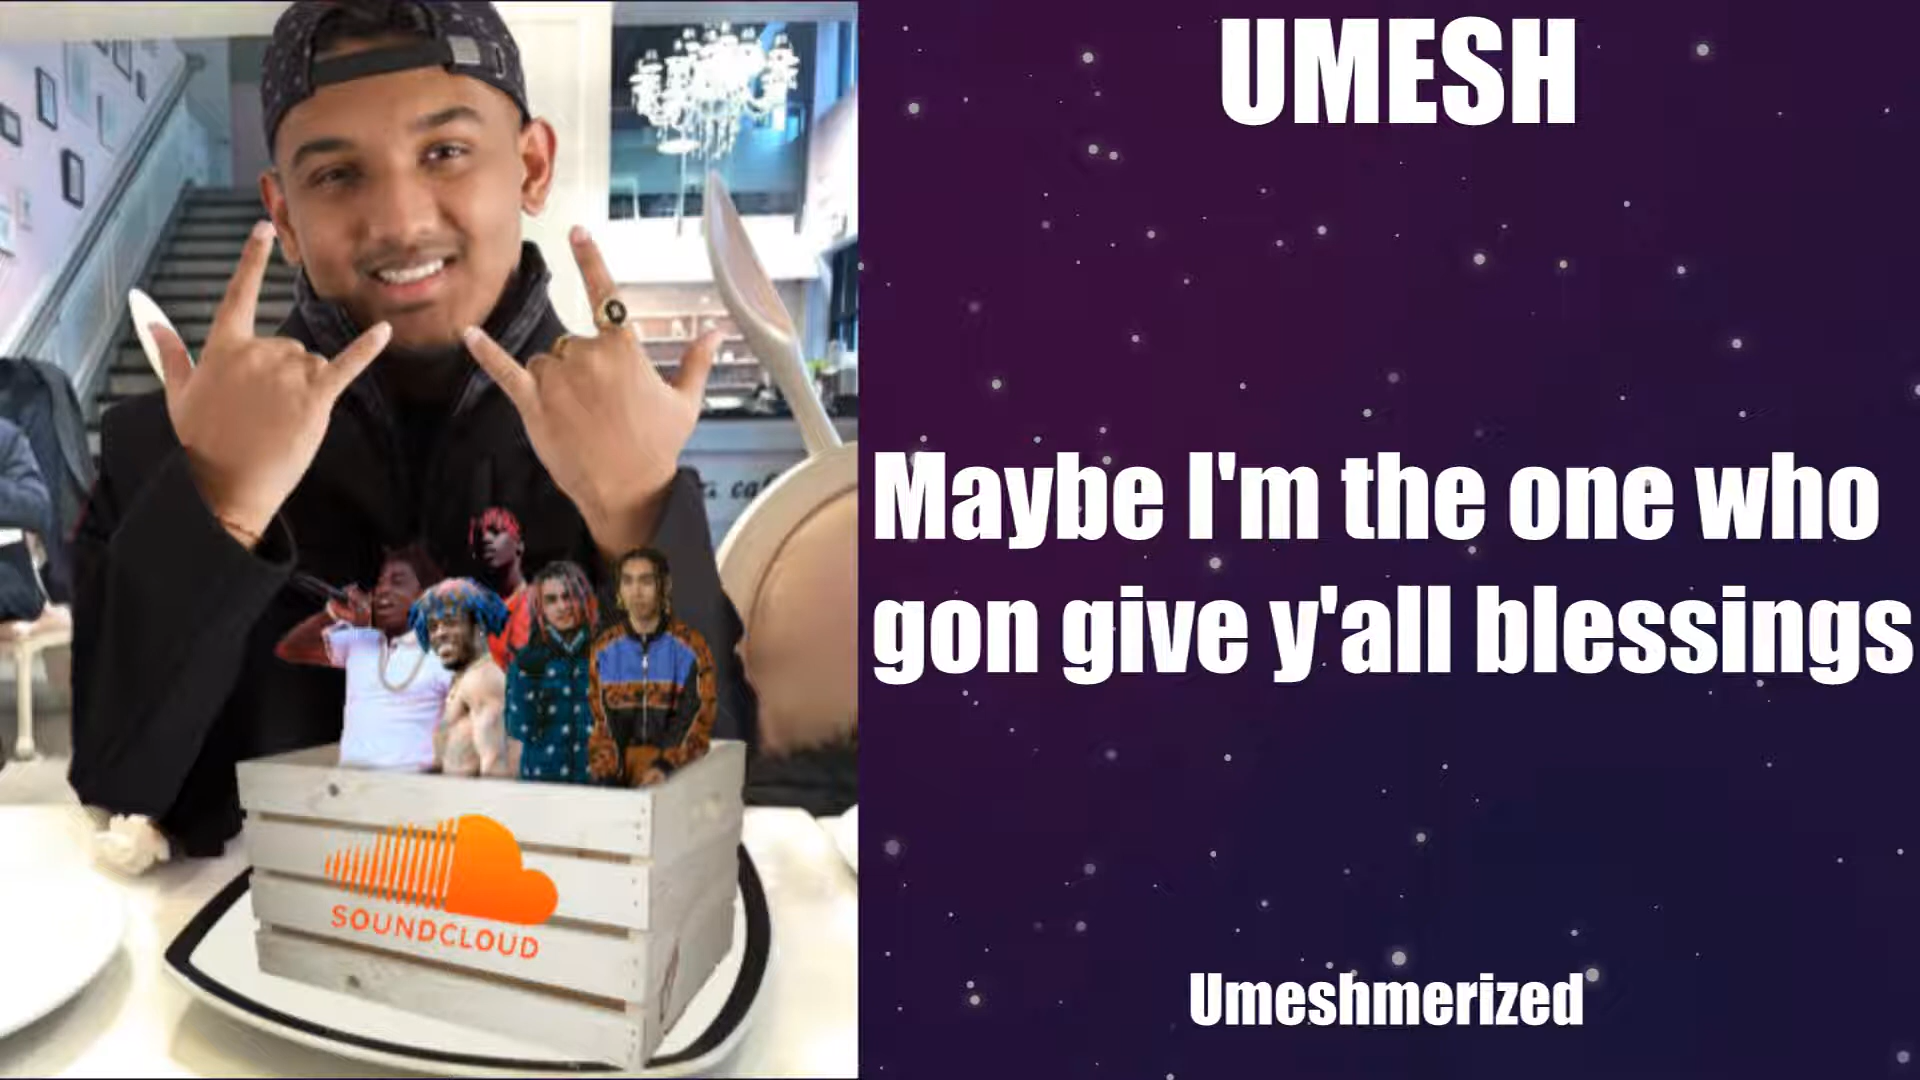 UMESH
Maybe I'm the one who
gon give y'all blessings
SOUNDCLOUD
Umeshmerized